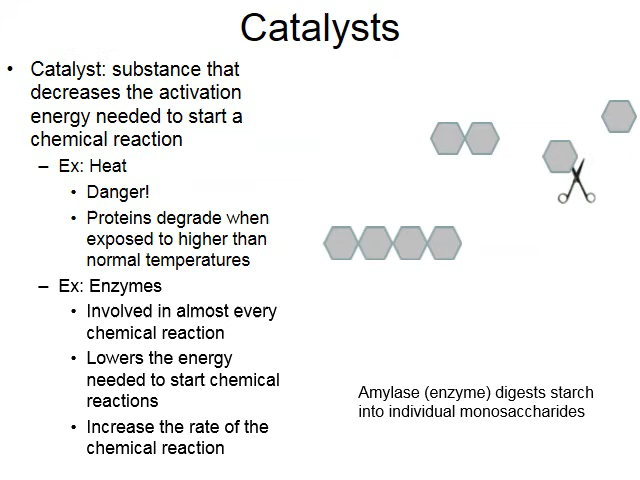 Catalysts
• Catalyst: substance that
decreases the activation
energy needed to start a
chemical reaction
– Ex: Heat
• Danger!
• Proteins degrade when
exposed to higher than
normal temperatures
– Ex: Enzymes
• Involved in almost every
chemical reaction
• Lowers the energy
needed to start chemical
reactions
• Increase the rate of the
chemical reaction
Amylase (enzyme) digests starch
into individual monosaccharides